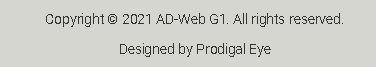 Copyright © 2021 AD-Web G1. All rights reserved.
Designed by Prodigal Eye